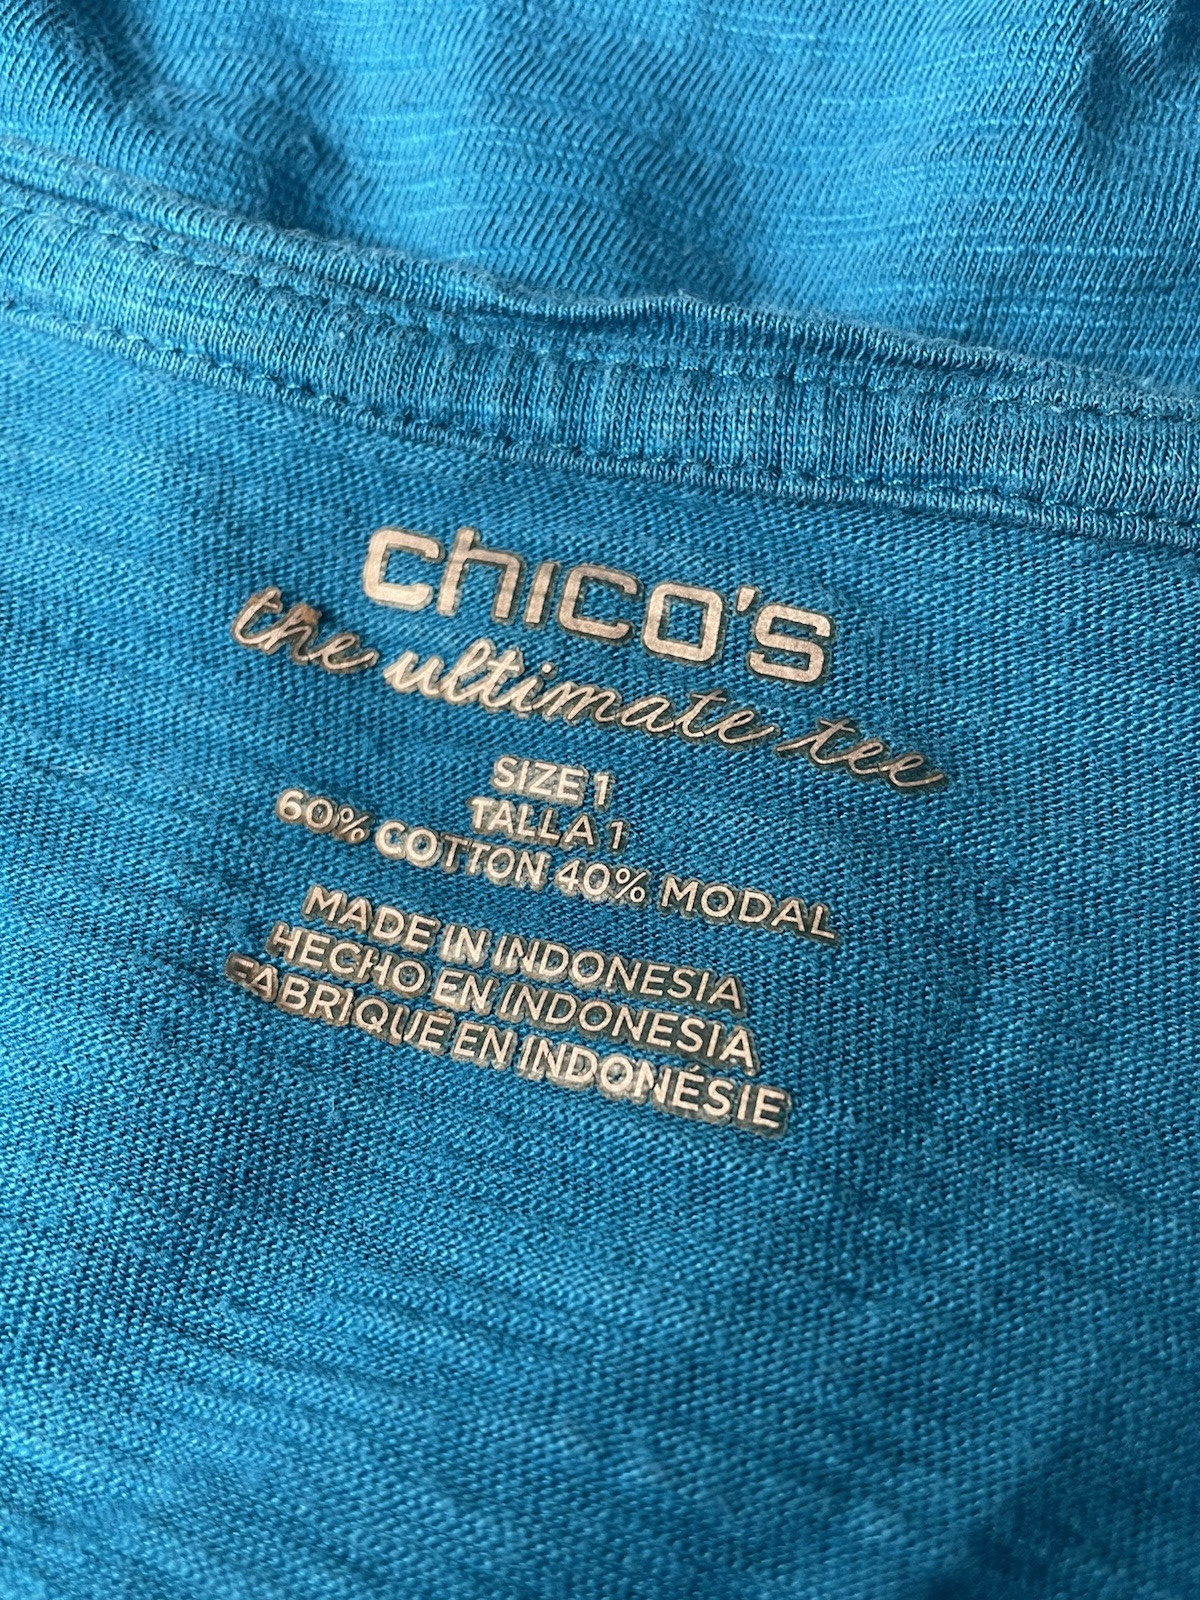 chico's
the ultimate tee
SIZE 1
TALLA 1
60% COTTON 40% MODAL
MADE IN INDONESIA
HECHO EN INDONESIA
FABRIQUÉ EN INDONÉSIE